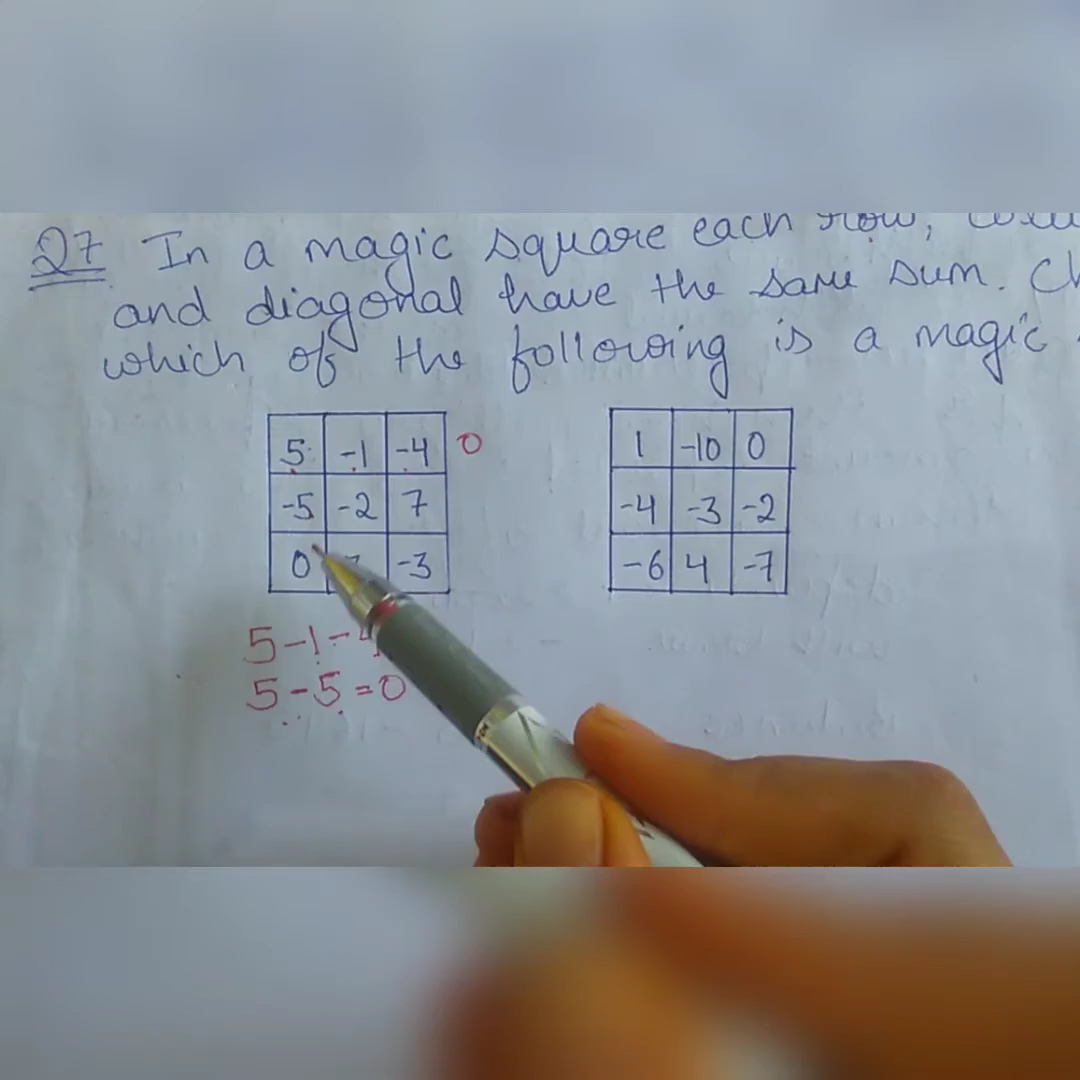 Q7 In a magic square each row,
and diagonal have the same sum.
which of the following is a magic
5 -1 -4 0
-5 -2 7
0 -3
1 -10 0
-4 -3 -2
-6 4 -7
5-1-4
5-5=0